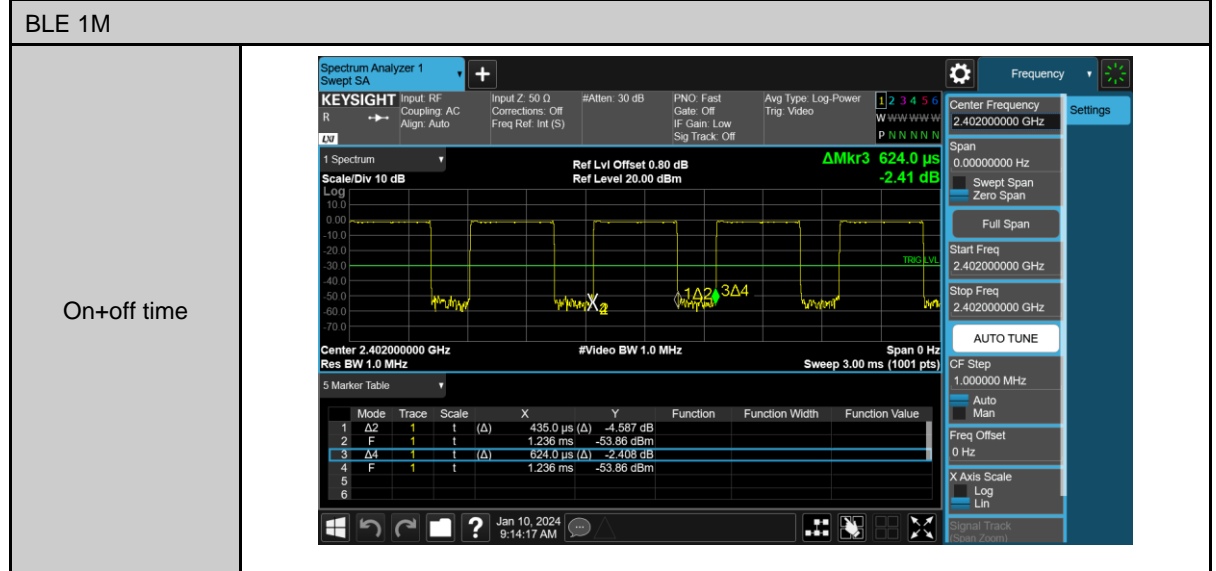 BLE 1M
On+off time
Spectrum Analyzer 1
Swept SA
+
Frequency
KEYSIGHT Input: RF Input Z: 50 Ω #Atten: 30 dB PNO: Fast Avg Type: Log-Power 1 2 3 4 5 6
R Coupling: AC Corrections: Off Gate: Off Trig: Video W W W W W W
Align: Auto Freq Ref: Int (S) IF Gain: Low
LXI Sig Track: Off P N N N N N
1 Spectrum
Ref Lvl Offset 0.80 dB ΔMkr3 624.0 µs
Scale/Div 10 dB Ref Level 20.00 dBm -2.41 dB
Log
10.0
0.00
-10.0
-20.0
-30.0 TRIG LVL
-40.0
-50.0 1Δ2 3Δ4
-60.0 X
-70.0
Center 2.402000000 GHz #Video BW 1.0 MHz Span 0 Hz
Res BW 1.0 MHz Sweep 3.00 ms (1001 pts)
5 Marker Table
Mode Trace Scale X Y Function Function Width Function Value
1 Δ2 1 t (Δ) 435.0 µs (Δ) -4.587 dB
2 F 1 t 1.236 ms -53.86 dBm
3 Δ4 1 t (Δ) 624.0 µs (Δ) -2.408 dB
4 F 1 t 1.236 ms -53.86 dBm
5
6
?
Jan 10, 2024
9:14:17 AM
Center Frequency
2.402000000 GHz
Settings
Span
0.00000000 Hz
Swept Span
Zero Span
Full Span
Start Freq
2.402000000 GHz
Stop Freq
2.402000000 GHz
AUTO TUNE
CF Step
1.000000 MHz
Auto
Man
Freq Offset
0 Hz
X Axis Scale
Log
Lin
Signal Track
(Span Zoom)